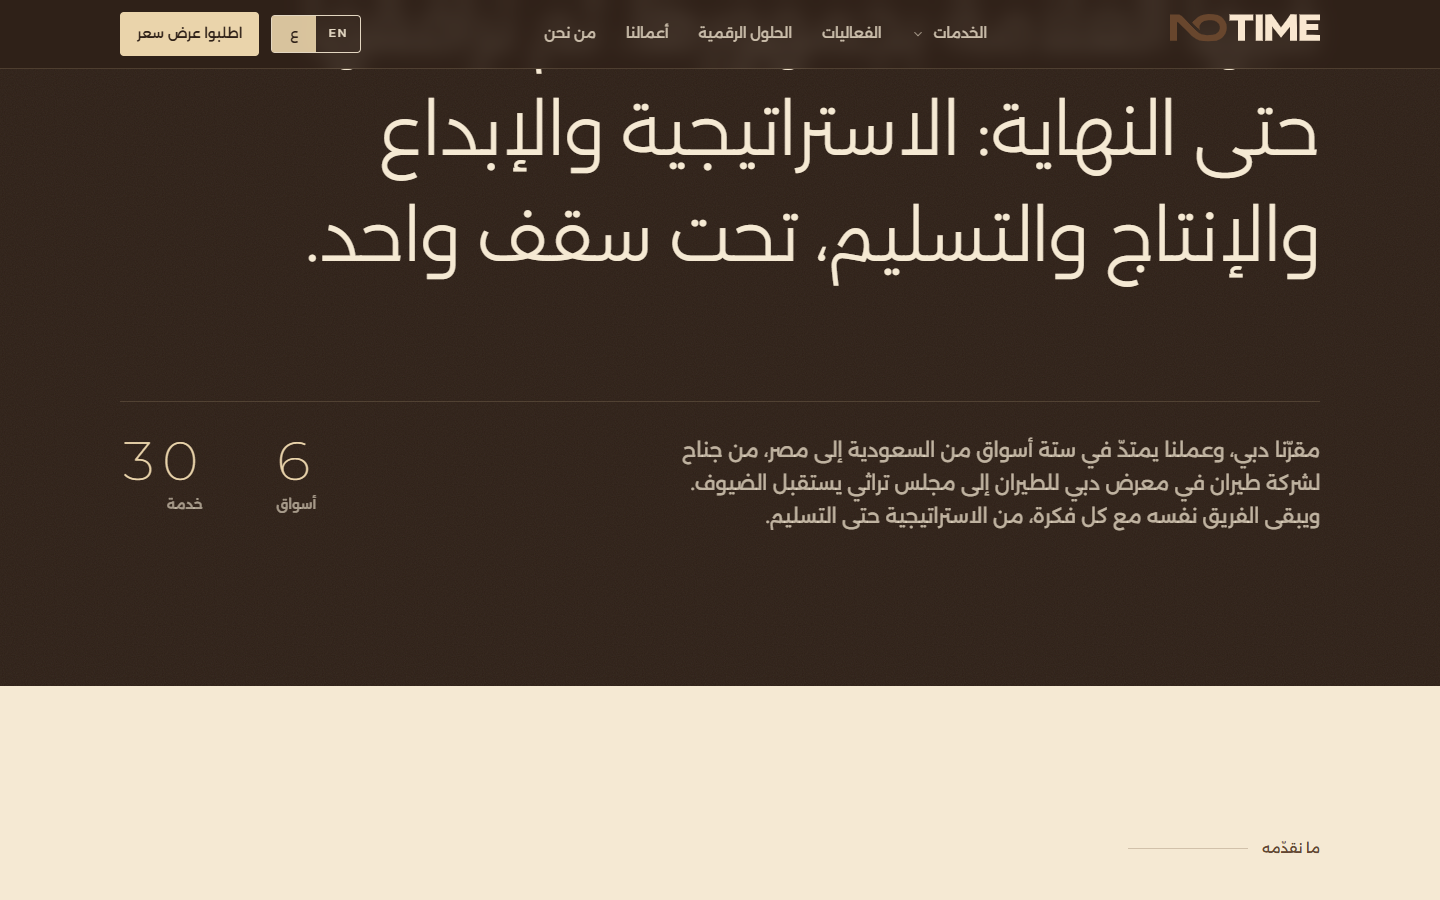 NOTIME
الخدمات
الفعاليات
الحلول الرقمية
أعمالنا
من نحن
EN
ع
اطلبوا عرض سعر
حتى النهاية: الاستراتيجية والإبداع
والإنتاج والتسليم، تحت سقف واحد.
مقرّنا دبي، وعملنا يمتدّ في ستة أسواق من السعودية إلى مصر، من جناح
لشركة طيران في معرض دبي للطيران إلى مجلس تراثي يستقبل الضيوف.
ويبقى الفريق نفسه مع كل فكرة، من الاستراتيجية حتى التسليم.
6
أسواق
30
خدمة
ما نقدّمه